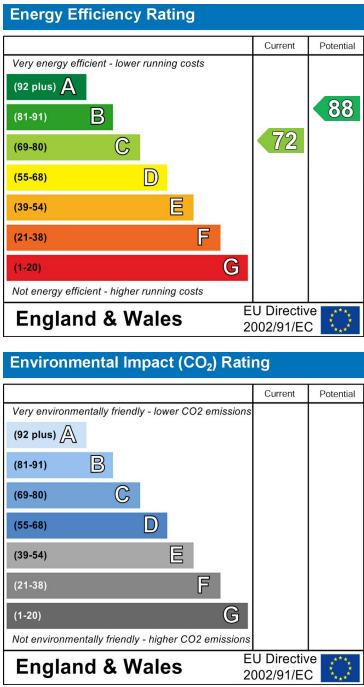 Energy Efficiency Rating
Current Potential
Very energy efficient - lower running costs
(92 plus) A
(81-91) B
(69-80) C
(55-68) D
(39-54) E
(21-38) F
(1-20) G
72
88
Not energy efficient - higher running costs
England & Wales
EU Directive
2002/91/EC
Environmental Impact (CO₂) Rating
Current Potential
Very environmentally friendly - lower CO2 emissions
(92 plus) A
(81-91) B
(69-80) C
(55-68) D
(39-54) E
(21-38) F
(1-20) G
Not environmentally friendly - higher CO2 emissions
England & Wales
EU Directive
2002/91/EC